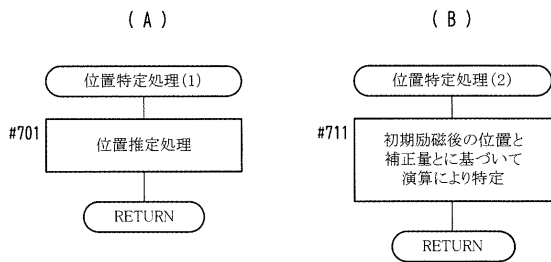 ( A )
位置特定処理(1)
#701
位置推定処理
RETURN
( B )
位置特定処理(2)
#711
初期励磁後の位置と
補正量とに基づいて
演算により特定
RETURN